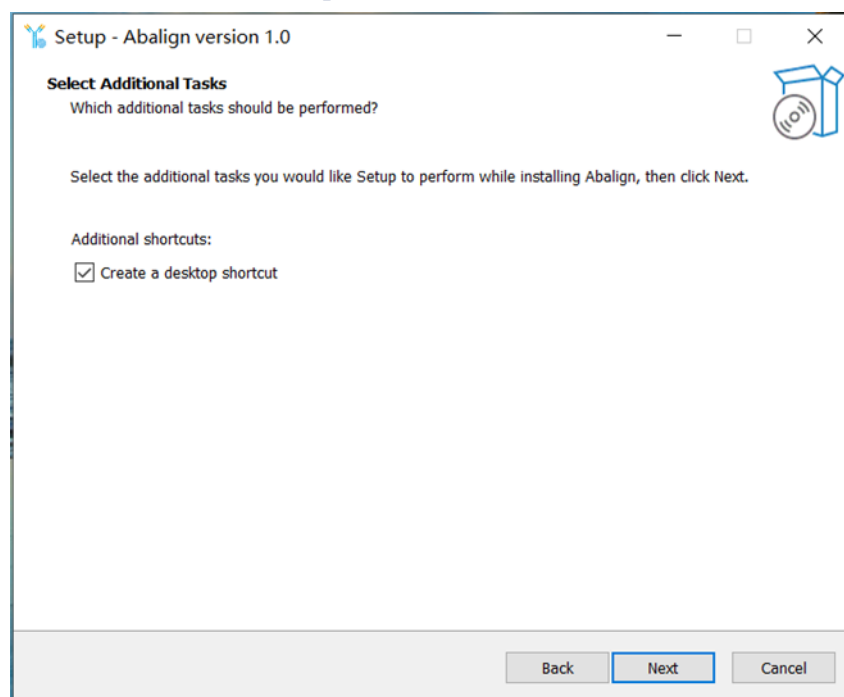 Setup - Abalign version 1.0
Select Additional Tasks
Which additional tasks should be performed?
Select the additional tasks you would like Setup to perform while installing Abalign, then click Next.
Additional shortcuts:
Create a desktop shortcut
Back Next Cancel